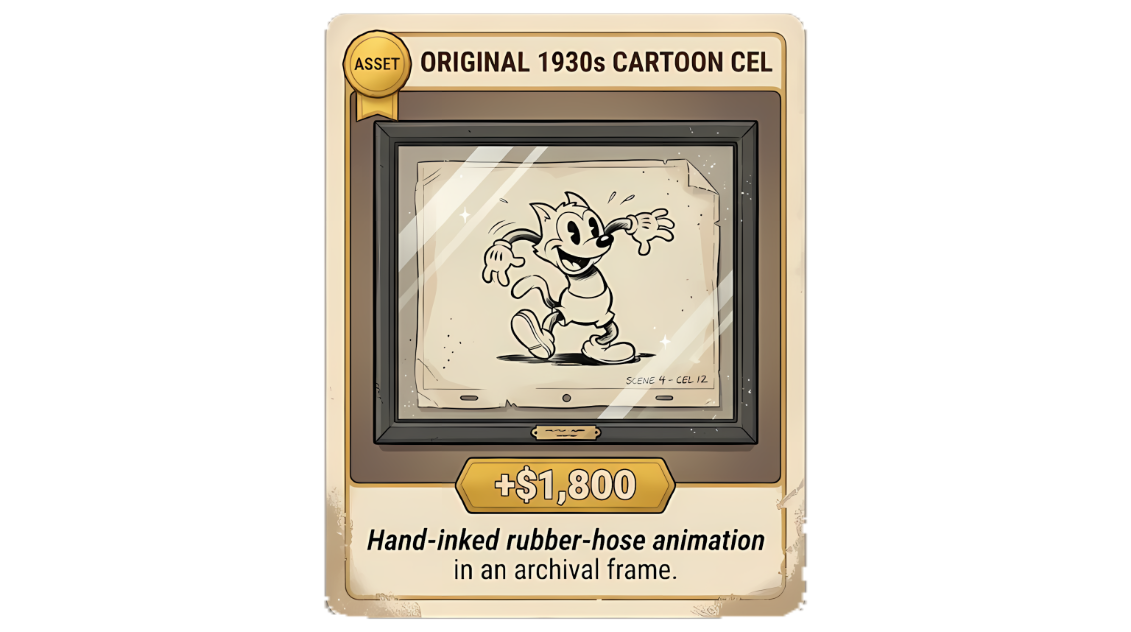 ASSET
ORIGINAL 1930s CARTOON CEL
SCENE 4 - CEL 12
+$1,800
Hand-inked rubber-hose animation
in an archival frame.